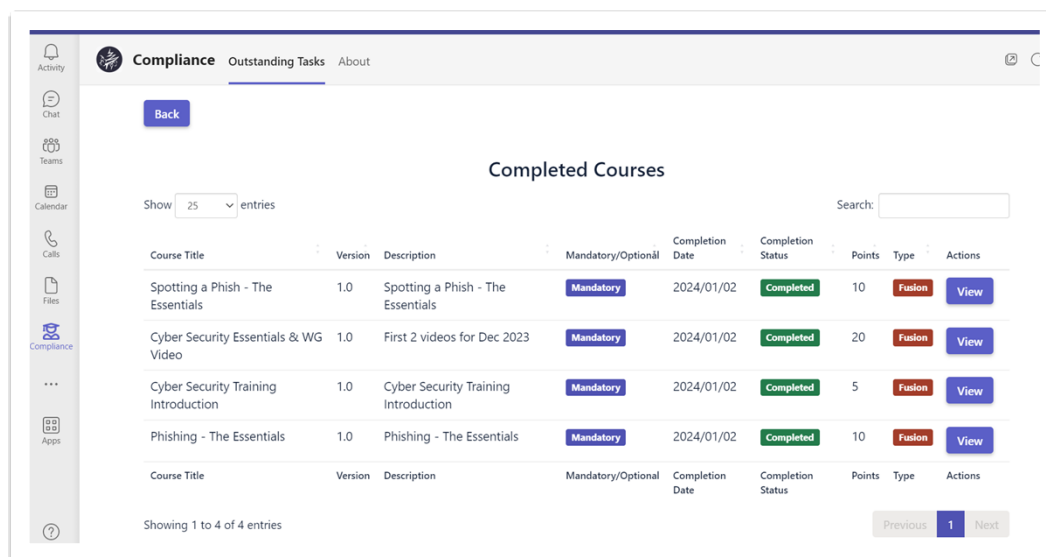 Activity
Chat
Teams
Calendar
Calls
Files
Compliance
Apps
Compliance Outstanding Tasks About
Back
Completed Courses
Show 25 entries
Search:
Course Title Version Description Mandatory/Optional Completion Date Completion Status Points Type Actions
Spotting a Phish - The Essentials 1.0 Spotting a Phish - The Essentials Mandatory 2024/01/02 Completed 10 Fusion View
Cyber Security Essentials & WG Video 1.0 First 2 videos for Dec 2023 Mandatory 2024/01/02 Completed 20 Fusion View
Cyber Security Training Introduction 1.0 Cyber Security Training Introduction Mandatory 2024/01/02 Completed 5 Fusion View
Phishing - The Essentials 1.0 Phishing - The Essentials Mandatory 2024/01/02 Completed 10 Fusion View
Course Title Version Description Mandatory/Optional Completion Date Completion Status Points Type Actions
Showing 1 to 4 of 4 entries
Previous 1 Next